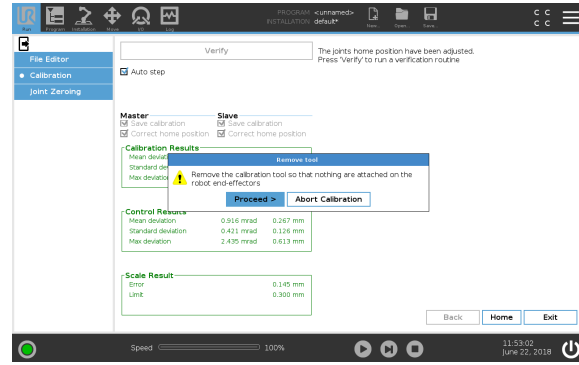 UR
PROGRAM <unnamed>
INSTALLATION default*
C C
C C
Run Program Installation Move I/O Log
New... Open... Save...
File Editor
Calibration
Joint Zeroing
Verify
The joints home position have been adjusted.
Press 'Verify' to run a verification routine
Auto step
Master Slave
Save calibration Save calibration
Correct home position Correct home position
Calibration Results
Mean deviati
Standard de
Max deviatio
Remove tool
Remove the calibration tool so that nothing are attached on the
robot end-effectors
Proceed > Abort Calibration
Control Results
Mean deviation 0.916 mrad 0.267 mm
Standard deviation 0.421 mrad 0.126 mm
Max deviation 2.435 mrad 0.613 mm
Scale Result
Error 0.145 mm
Limit 0.300 mm
Back Home Exit
Speed 100%
11:53:02
June 22, 2018